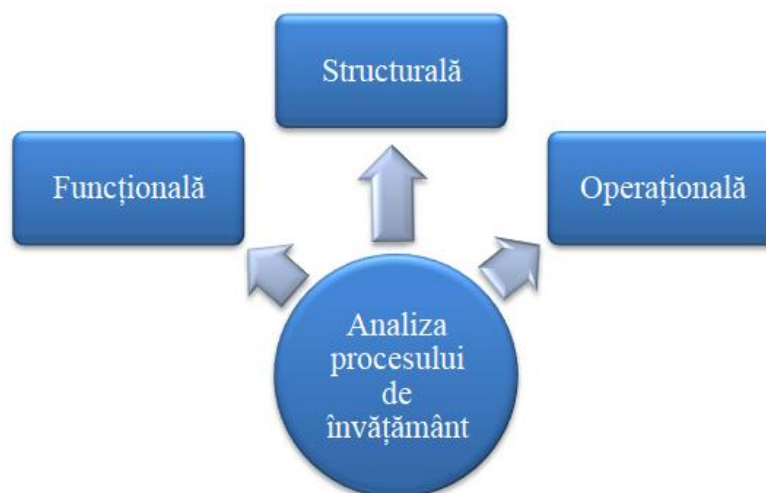 Structurală
Funcțională
Operațională
Analiza
procesului
de
învățământ